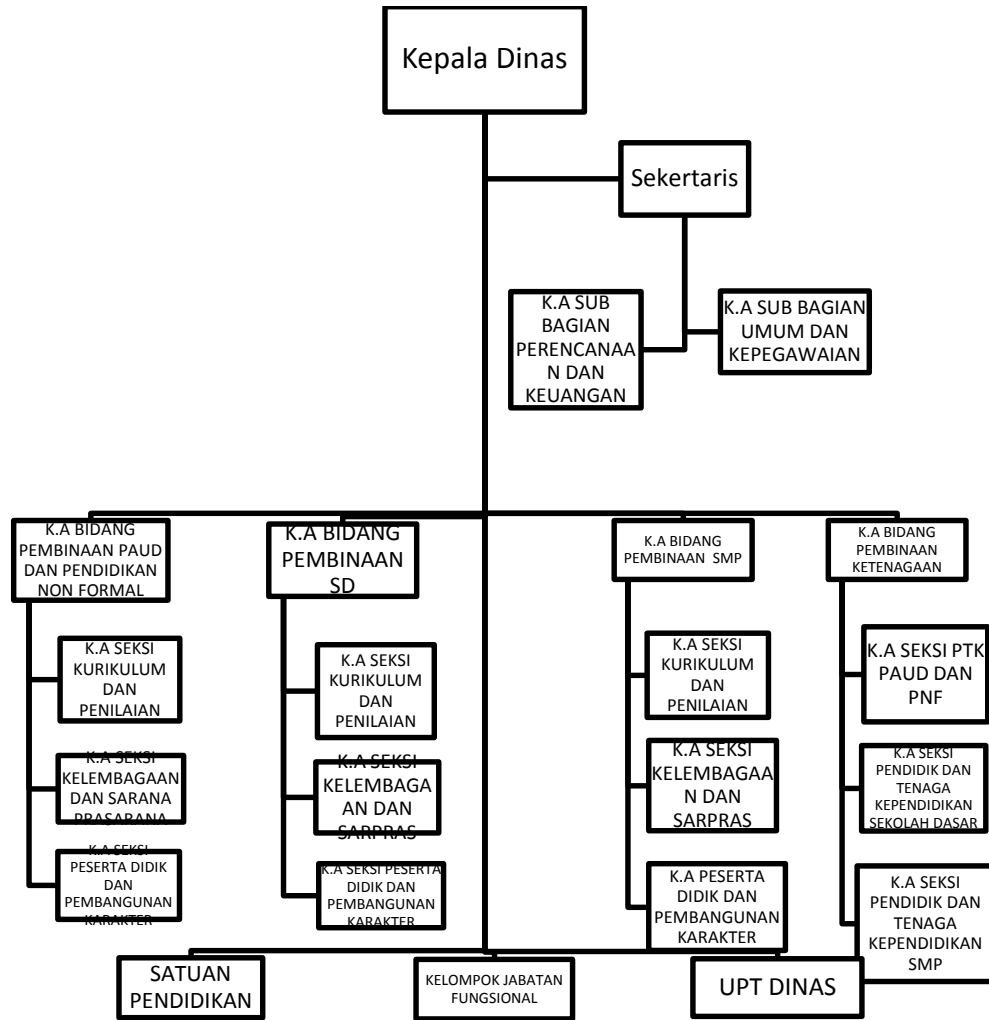 Kepala Dinas
Sekertaris
K.A SUB
BAGIAN
PERENCANAA
N DAN
KEUANGAN
K.A SUB BAGIAN
UMUM DAN
KEPEGAWAIAN
K.A BIDANG
PEMBINAAN PAUD
DAN PENDIDIKAN
NON FORMAL
K.A BIDANG
PEMBINAAN
SD
K.A BIDANG
PEMBINAAN SMP
K.A BIDANG
PEMBINAAN
KETENAGAAN
K.A SEKSI
KURIKULUM
DAN
PENILAIAN
K.A SEKSI
KELEMBAGAAN
DAN SARANA
PRASARANA
K.A SEKSI
PESERTA DIDIK
DAN
PEMBANGUNAN
KARAKTER
K.A SEKSI
KURIKULUM
DAN
PENILAIAN
K.A SEKSI
KELEMBAGA
AN DAN
SARPRAS
K.A SEKSI PESERTA
DIDIK DAN
PEMBANGUNAN
KARAKTER
K.A SEKSI
KURIKULUM
DAN
PENILAIAN
K.A SEKSI
KELEMBAGAA
N DAN
SARPRAS
K.A PESERTA
DIDIK DAN
PEMBANGUNAN
KARAKTER
K.A SEKSI PTK
PAUD DAN
PNF
K.A SEKSI
PENDIDIK DAN
TENAGA
KEPENDIDIKAN
SEKOLAH DASAR
K.A SEKSI
PENDIDIK DAN
TENAGA
KEPENDIDIKAN
SMP
SATUAN
PENDIDIKAN
KELOMPOK JABATAN
FUNGSIONAL
UPT DINAS